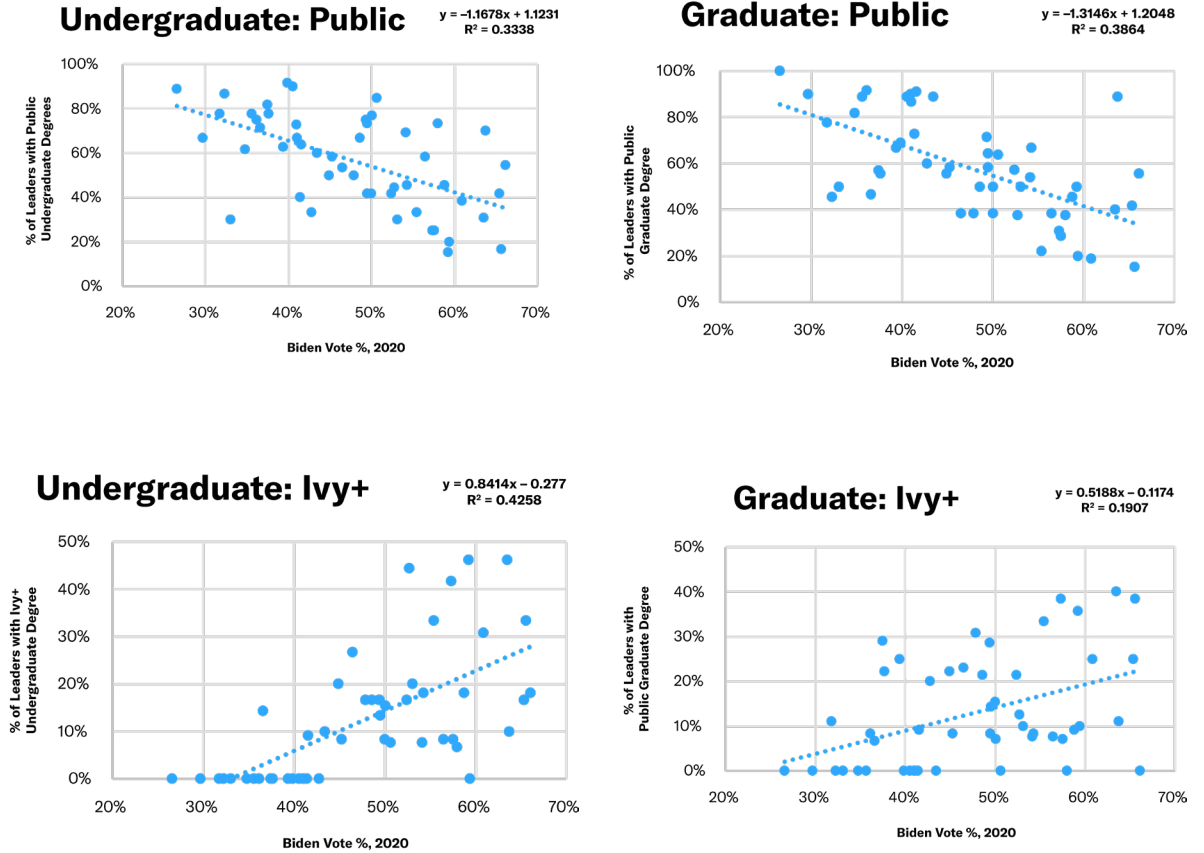 Undergraduate: Public
y = –1.1678x + 1.1231
R² = 0.3338
% of Leaders with Public
Undergraduate Degrees
100%
80%
60%
40%
20%
0%
20%
30%
40%
50%
60%
70%
Biden Vote %, 2020
Graduate: Public
y = –1.3146x + 1.2048
R² = 0.3864
% of Leaders with Public
Graduate Degree
100%
80%
60%
40%
20%
0%
20%
30%
40%
50%
60%
70%
Biden Vote %, 2020
Undergraduate: Ivy+
y = 0.8414x – 0.277
R² = 0.4258
% of Leaders with Ivy+
Undergraduate Degree
50%
40%
30%
20%
10%
0%
20%
30%
40%
50%
60%
70%
Biden Vote %, 2020
Graduate: Ivy+
y = 0.5188x – 0.1174
R² = 0.1907
% of Leaders with
Public Graduate Degree
50%
40%
30%
20%
10%
0%
20%
30%
40%
50%
60%
70%
Biden Vote %, 2020